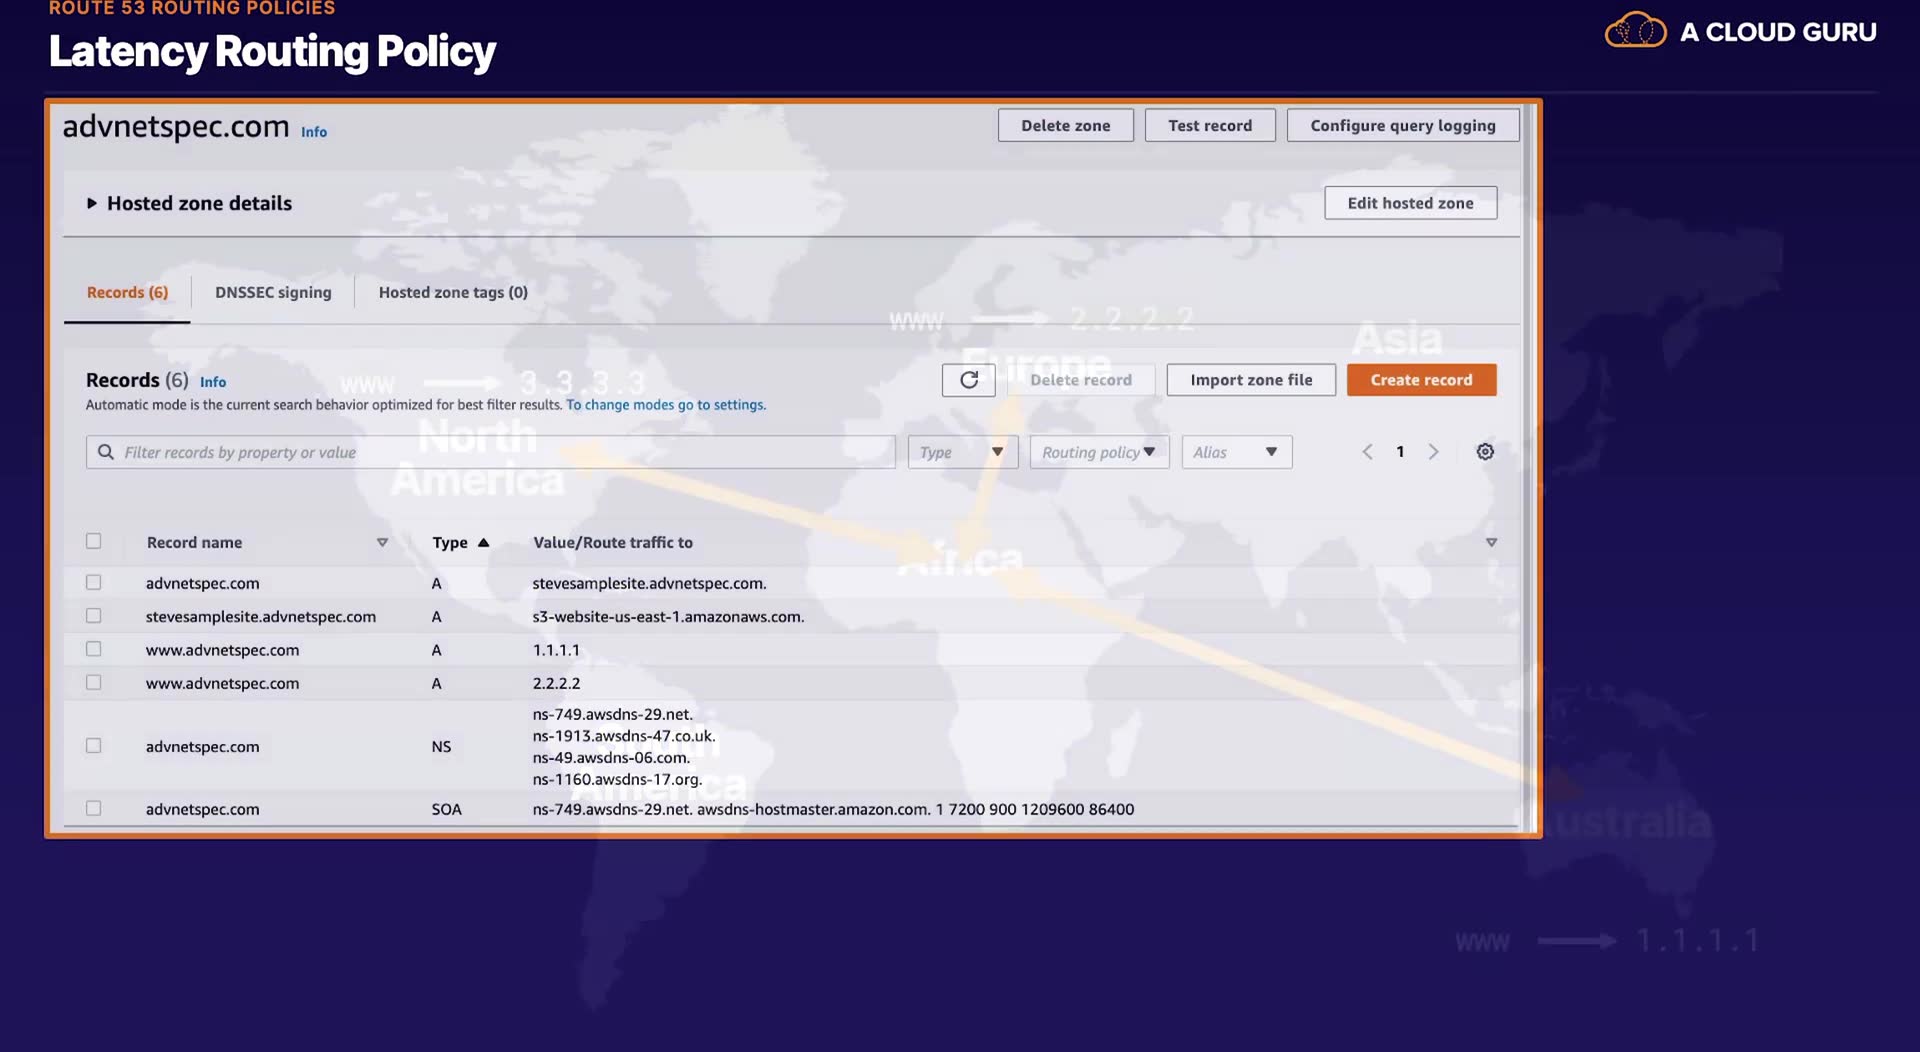 ROUTE 53 ROUTING POLICIES
Latency Routing Policy
A CLOUD GURU
advnetspec.com Info
Delete zone
Test record
Configure query logging
Hosted zone details
Edit hosted zone
Records (6)
DNSSEC signing
Hosted zone tags (0)
www 2.2.2.2
Europe
Asia
Records (6) Info
www 3.3.3.3
Delete record
Import zone file
Create record
Automatic mode is the current search behavior optimized for best filter results. To change modes go to settings.
North
America
Filter records by property or value
Type
Routing policy
Alias
1
Record name Type Value/Route traffic to
Africa
advnetspec.com A stevesamplesite.advnetspec.com.
stevesamplesite.advnetspec.com A s3-website-us-east-1.amazonaws.com.
www.advnetspec.com A 1.1.1.1
www.advnetspec.com A 2.2.2.2
advnetspec.com NS ns-749.awsdns-29.net.
ns-1913.awsdns-47.co.uk.
ns-49.awsdns-06.com.
ns-1160.awsdns-17.org.
South
America
advnetspec.com SOA ns-749.awsdns-29.net. awsdns-hostmaster.amazon.com. 1 7200 900 1209600 86400
Australia
www 1.1.1.1